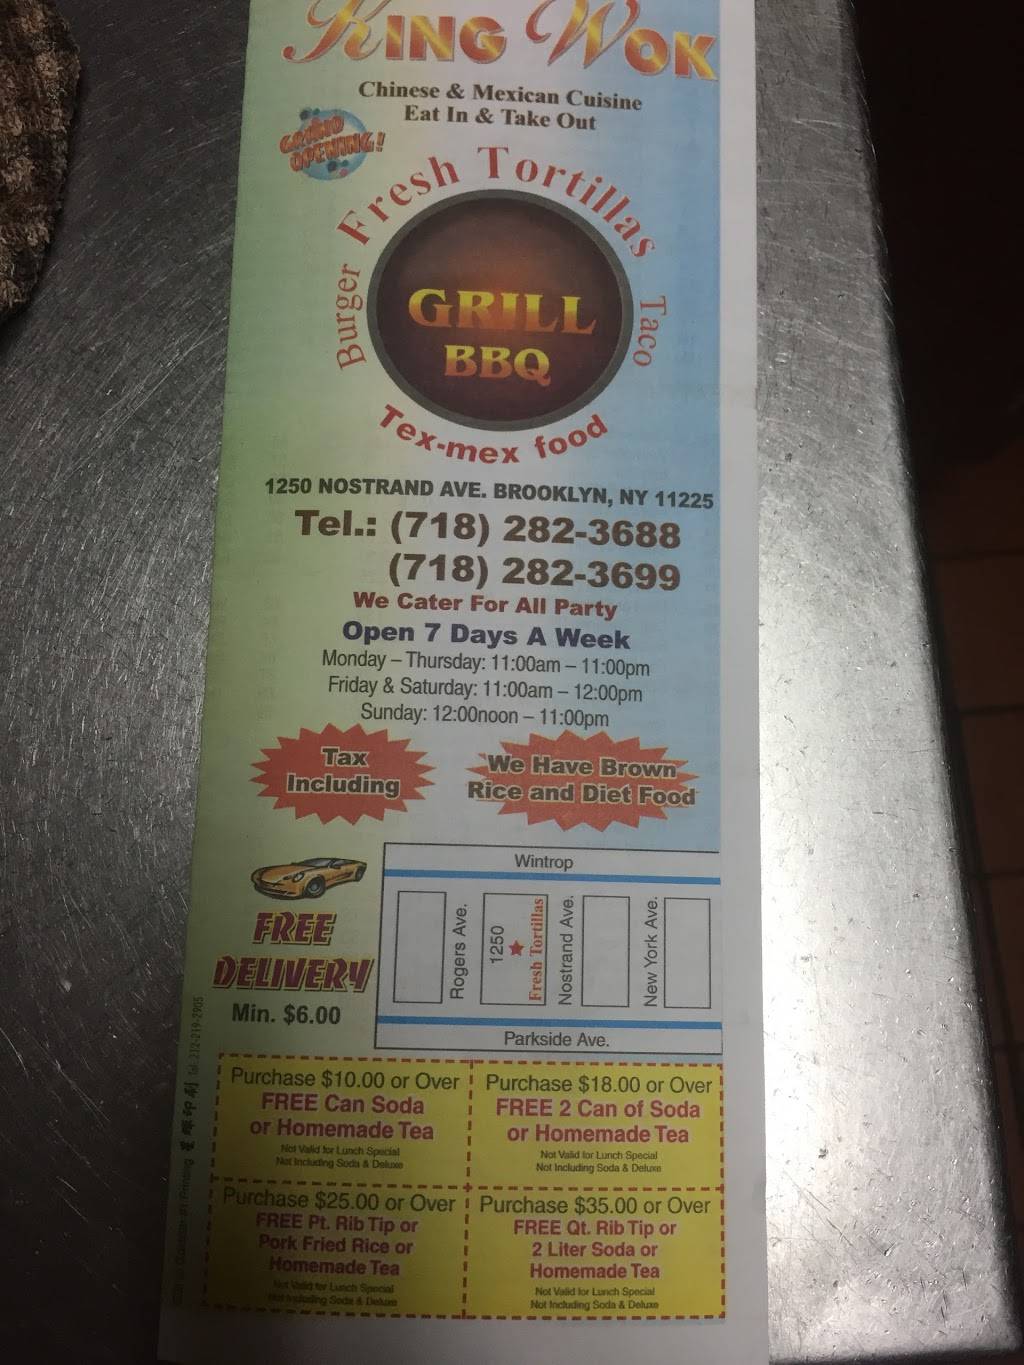 KING WOK
Chinese & Mexican Cuisine
Eat In & Take Out
GRAND
OPENING!
Burger Fresh Tortillas Taco
GRILL
BBQ
Tex-mex food
1250 NOSTRAND AVE. BROOKLYN, NY 11225
Tel.: (718) 282-3688
(718) 282-3699
We Cater For All Party
Open 7 Days A Week
Monday – Thursday: 11:00am – 11:00pm
Friday & Saturday: 11:00am – 12:00pm
Sunday: 12:00noon – 11:00pm
Tax
Including
We Have Brown
Rice and Diet Food
FREE
DELIVERY
Min. $6.00
Wintrop
Rogers Ave.
1250
Fresh Tortillas
Nostrand Ave.
New York Ave.
Parkside Ave.
Purchase $10.00 or Over
FREE Can Soda
or Homemade Tea
Not Valid for Lunch Special
Not Including Soda & Deluxe
Purchase $18.00 or Over
FREE 2 Can of Soda
or Homemade Tea
Not Valid for Lunch Special
Not Including Soda & Deluxe
Purchase $25.00 or Over
FREE Pt. Rib Tip or
Pork Fried Rice or
Homemade Tea
Not Valid for Lunch Special
Not Including Soda & Deluxe
Purchase $35.00 or Over
FREE Qt. Rib Tip or
2 Liter Soda or
Homemade Tea
Not Valid for Lunch Special
Not Including Soda & Deluxe
Printing
印刷 Tel: 212-219-2905